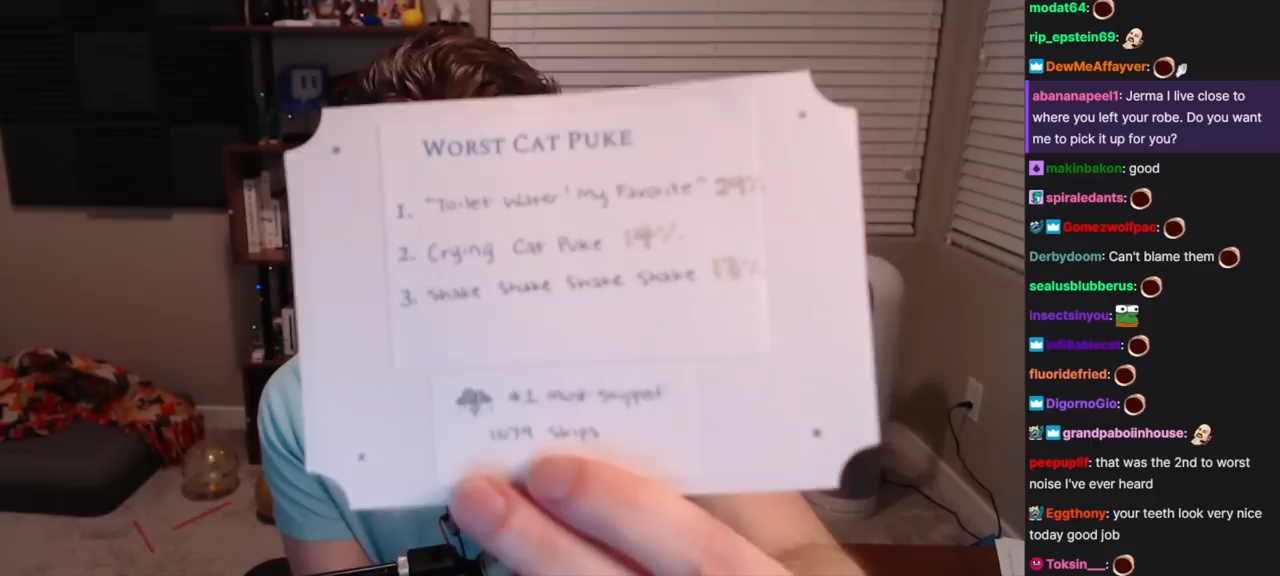 WORST CAT PUKE
1. "Toilet Water! My Favorite" 29%
2. Crying Cat Puke 19%
3. Shake Shake Shake Shake 18%
#1 Most Skipped
Skips
modat64:
rip_epstein69:
DewMeAffayver:
abananapeel1: Jerma I live close to
where you left your robe. Do you want
me to pick it up for you?
makinbakon: good
spiraledants:
Gomezwolfpac:
Derbydoom: Can't blame them
sealusblubberus:
insectsinyou:
fluoridefried:
DigornoGio:
grandpaboiinhouse:
peepuplif: that was the 2nd to worst
noise I've ever heard
Eggthony: your teeth look very nice
today good job
Toksin___: